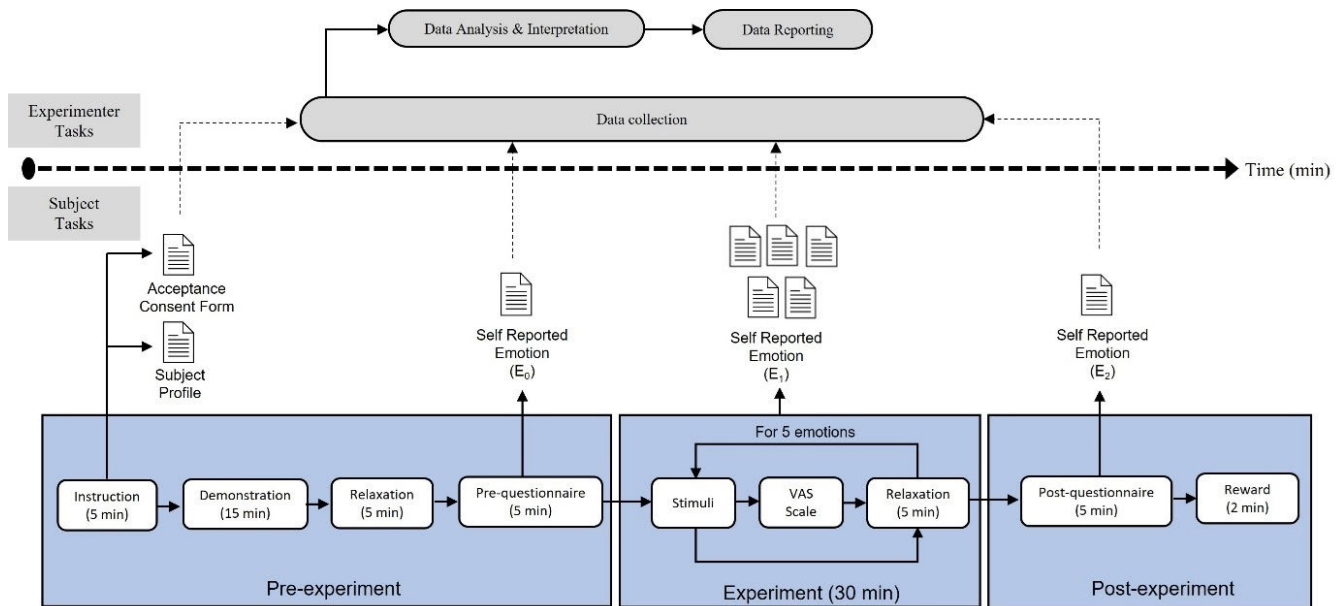 Data Analysis & Interpretation
Data Reporting
Experimenter
Tasks
Data collection
Time (min)
Subject
Tasks
Acceptance
Consent Form
Subject
Profile
Self Reported
Emotion
(E₀)
Self Reported
Emotion
(E₁)
Self Reported
Emotion
(E₂)
For 5 emotions
Instruction
(5 min)
Demonstration
(15 min)
Relaxation
(5 min)
Pre-questionnaire
(5 min)
Stimuli
VAS
Scale
Relaxation
(5 min)
Post-questionnaire
(5 min)
Reward
(2 min)
Pre-experiment
Experiment (30 min)
Post-experiment